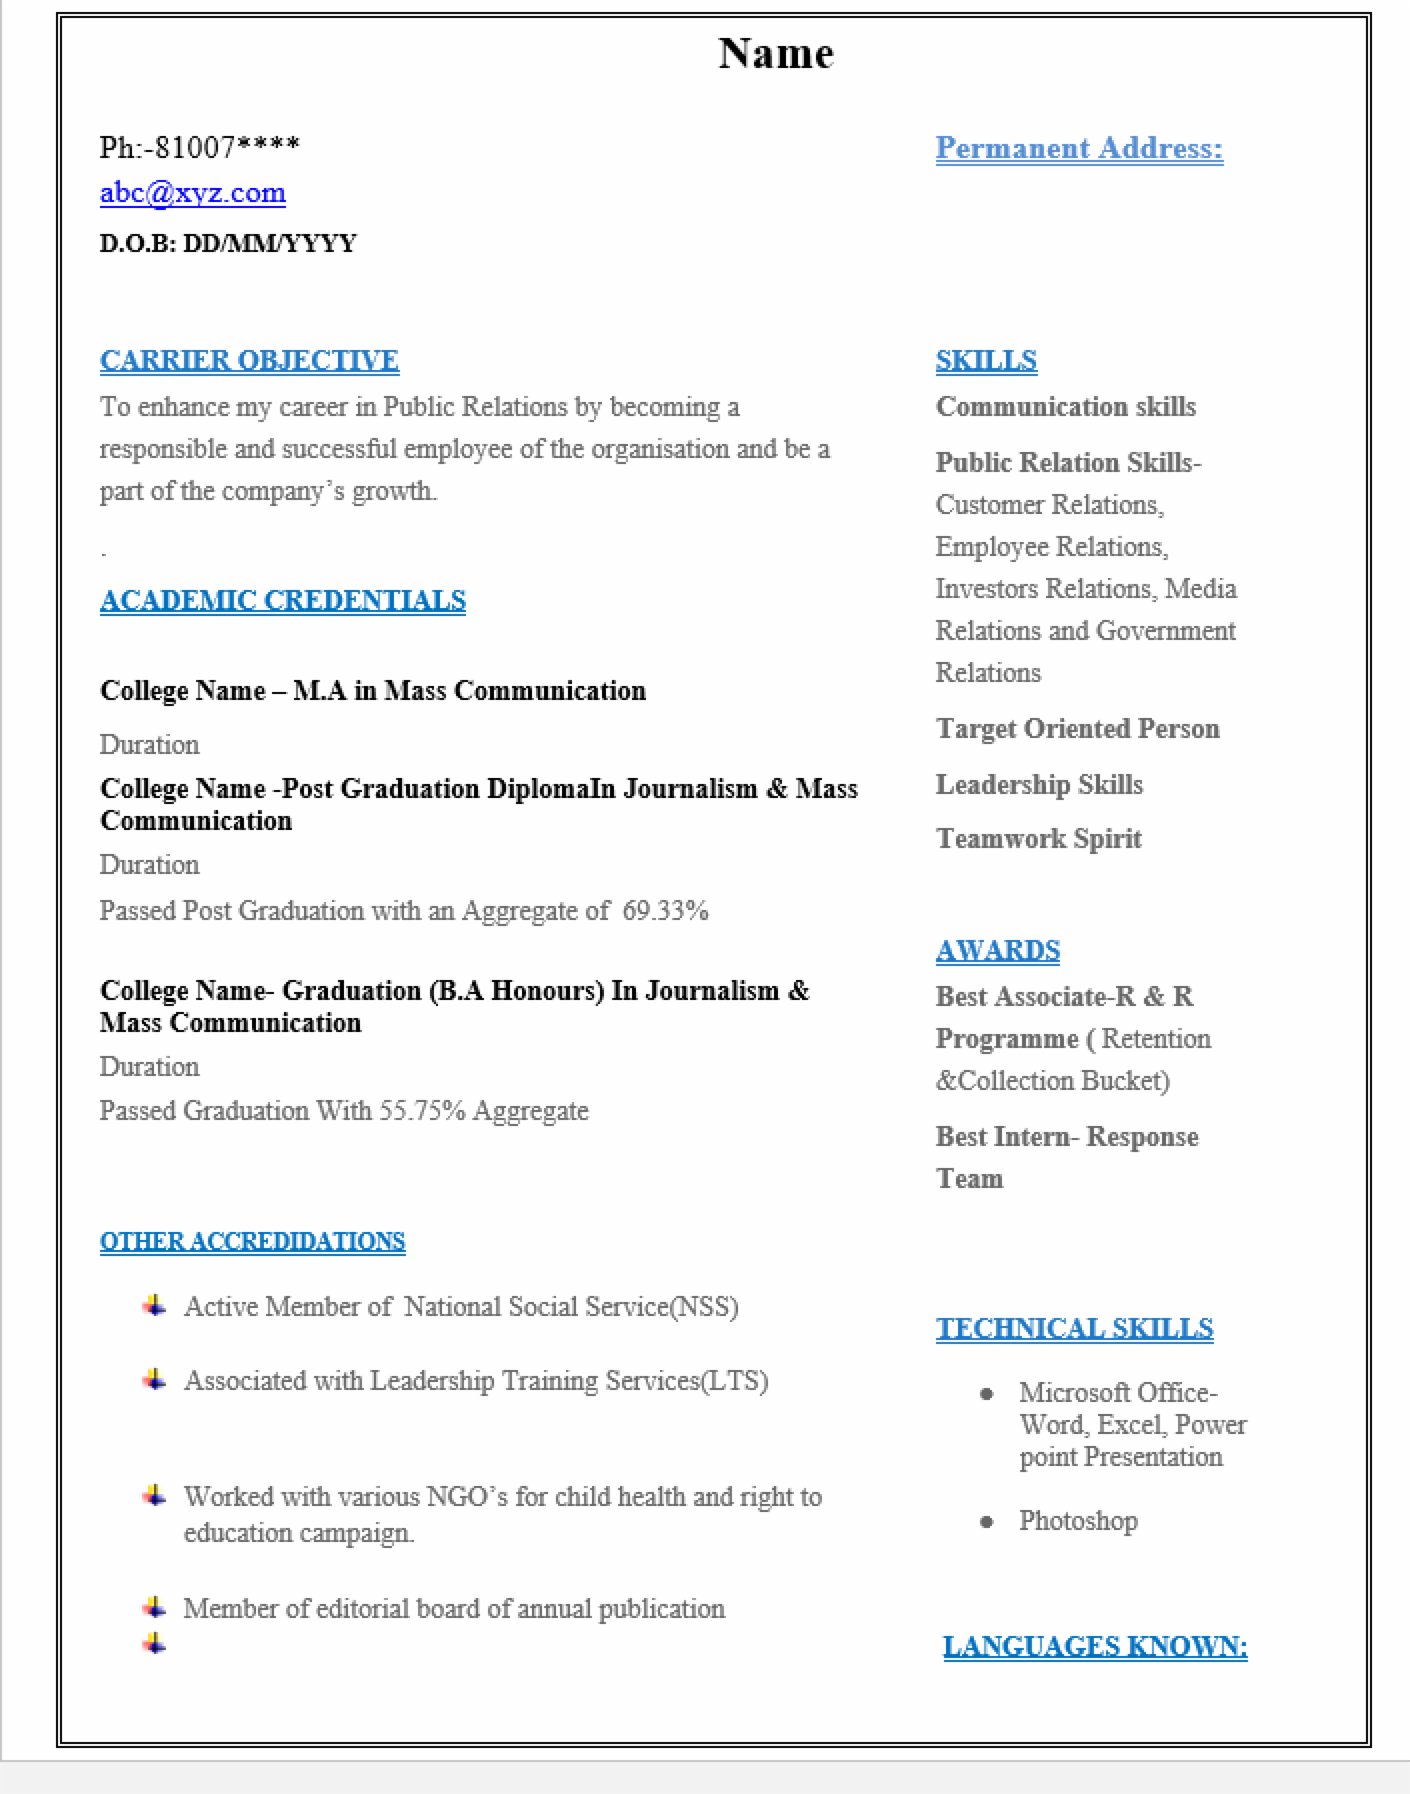 Name
Ph:-81007****
abc@xyz.com
D.O.B: DD/MM/YYYY
Permanent Address:
CARRIER OBJECTIVE
To enhance my career in Public Relations by becoming a
responsible and successful employee of the organisation and be a
part of the company’s growth.
.
ACADEMIC CREDENTIALS
College Name – M.A in Mass Communication
Duration
College Name -Post Graduation DiplomaIn Journalism & Mass
Communication
Duration
Passed Post Graduation with an Aggregate of  69.33%
College Name- Graduation (B.A Honours) In Journalism &
Mass Communication
Duration
Passed Graduation With 55.75% Aggregate
OTHER ACCREDIDATIONS
Active Member of  National Social Service(NSS)
Associated with Leadership Training Services(LTS)
Worked with various NGO’s for child health and right to
education campaign.
Member of editorial board of annual publication
SKILLS
Communication skills
Public Relation Skills-
Customer Relations,
Employee Relations,
Investors Relations, Media
Relations and Government
Relations
Target Oriented Person
Leadership Skills
Teamwork Spirit
AWARDS
Best Associate-R & R
Programme ( Retention
&Collection Bucket)
Best Intern- Response
Team
TECHNICAL SKILLS
● Microsoft Office-
Word, Excel, Power
point Presentation
● Photoshop
LANGUAGES KNOWN: